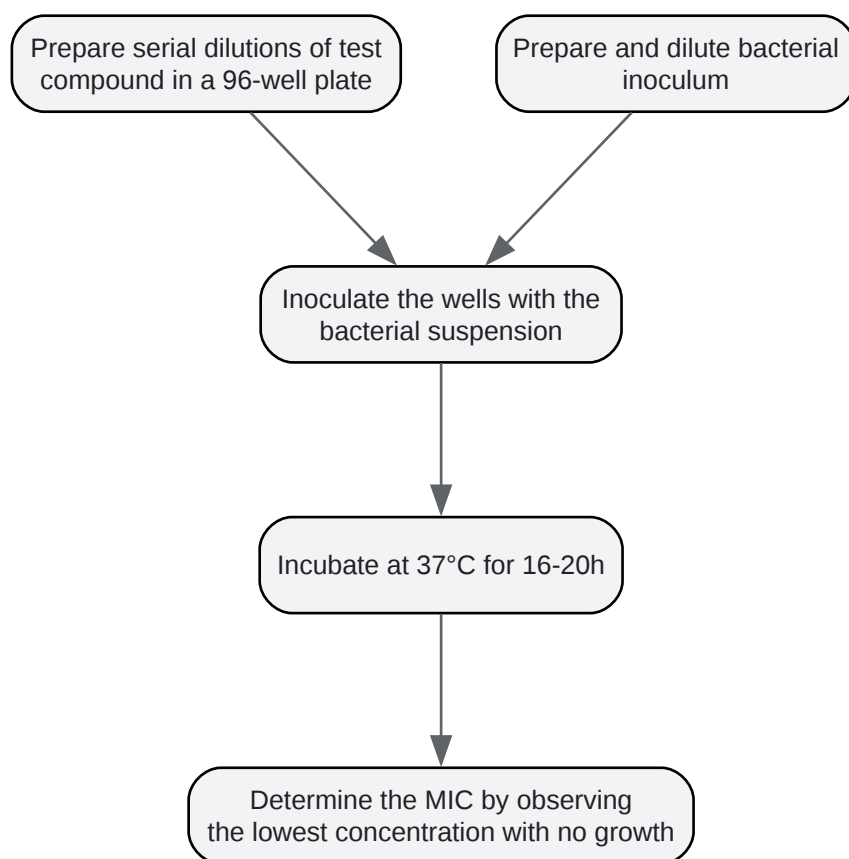 Prepare serial dilutions of test
compound in a 96-well plate
Prepare and dilute bacterial
inoculum
Inoculate the wells with the
bacterial suspension
Incubate at 37°C for 16-20h
Determine the MIC by observing
the lowest concentration with no growth